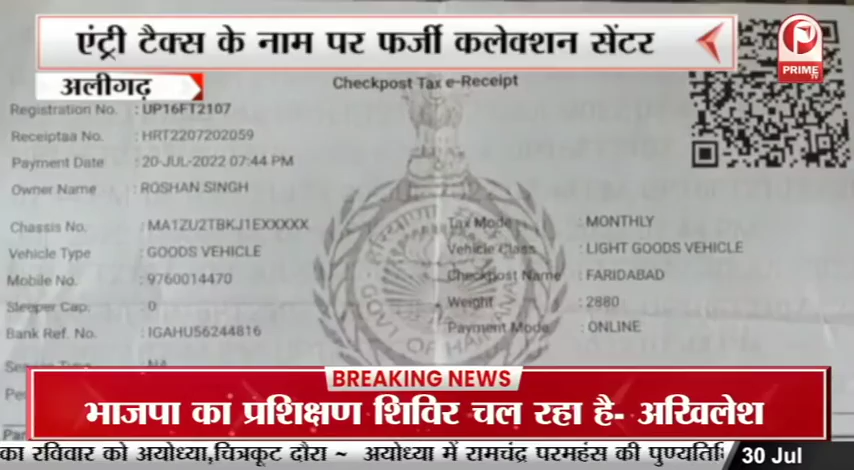 एंट्री टैक्स के नाम पर फर्जी कलेक्शन सेंटर
PRIME TV
अलीगढ़
Checkpost Tax e-Receipt
Registration No. : UP16FT2107
Receiptaa No. : HRT2207202059
Payment Date : 20-JUL-2022 07:44 PM
Owner Name : ROSHAN SINGH
Chassis No. : MA1ZU2TBKJ1EXXXXX
Tax Mode : MONTHLY
Vehicle Type : GOODS VEHICLE
Vehicle Class : LIGHT GOODS VEHICLE
Mobile No. : 9760014470
Checkpost Name : FARIDABAD
Sleeper Cap. : 0
Weight : 2880
Bank Ref. No. : IGAHU56244816
Payment Mode : ONLINE
GOVT OF HARYANA
NA
BREAKING NEWS
भाजपा का प्रशिक्षण शिविर चल रहा है- अखिलेश
का रविवार को अयोध्या,चित्रकूट दौरा ~ अयोध्या में रामचंद्र परमहंस की पुण्यतिि
30 Jul